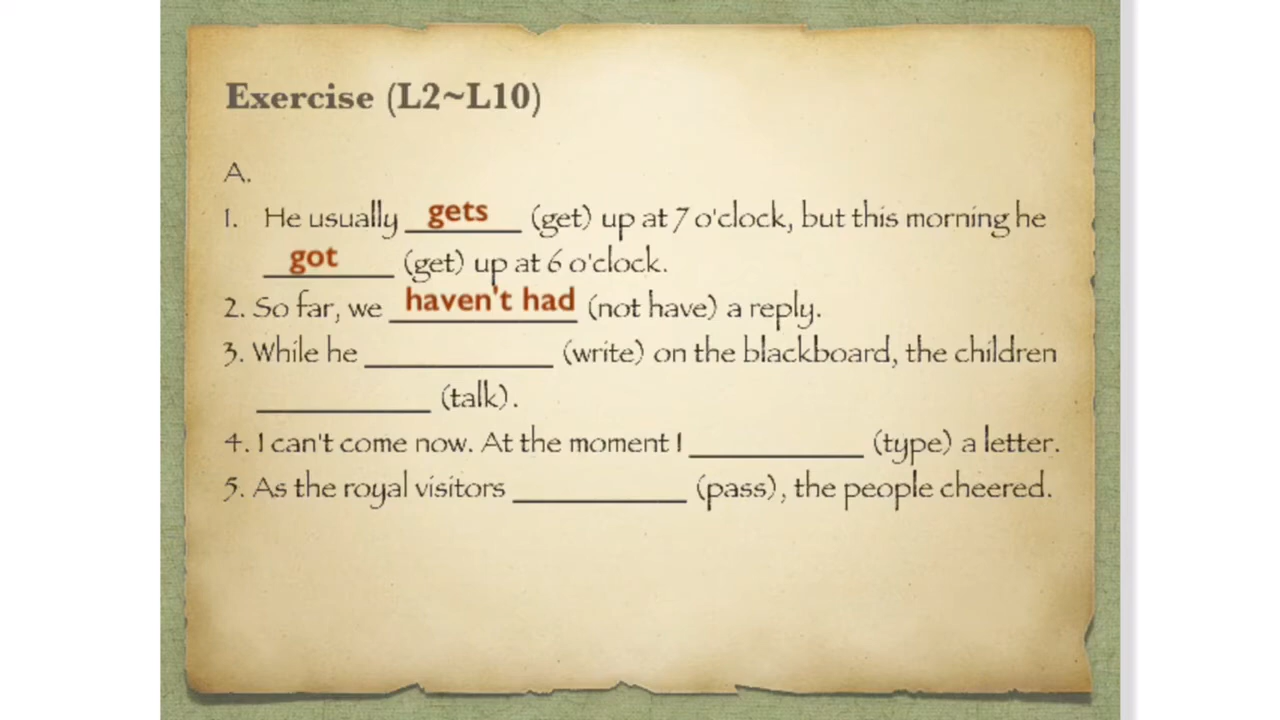 Exercise (L2~L10)
A.
1. He usually gets (get) up at 7 o'clock, but this morning he
got (get) up at 6 o'clock.
2. So far, we haven't had (not have) a reply.
3. While he ____________ (write) on the blackboard, the children
___________ (talk).
4. I can't come now. At the moment I ___________ (type) a letter.
5. As the royal visitors ___________ (pass), the people cheered.